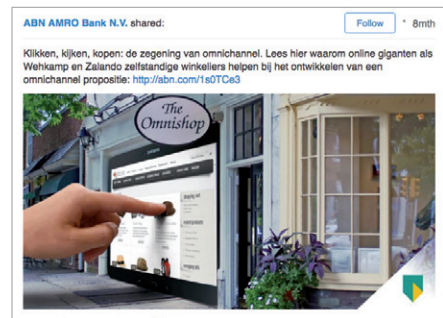 ABN AMRO Bank N.V. shared:
Follow
8mth
Klikken, kijken, kopen: de zegening van omnichannel. Lees hier waarom online giganten als
Wehkamp en Zalando zelfstandige winkeliers helpen bij het ontwikkelen van een
omnichannel propositie: http://abn.com/1s0TCe3
The
Omnishop